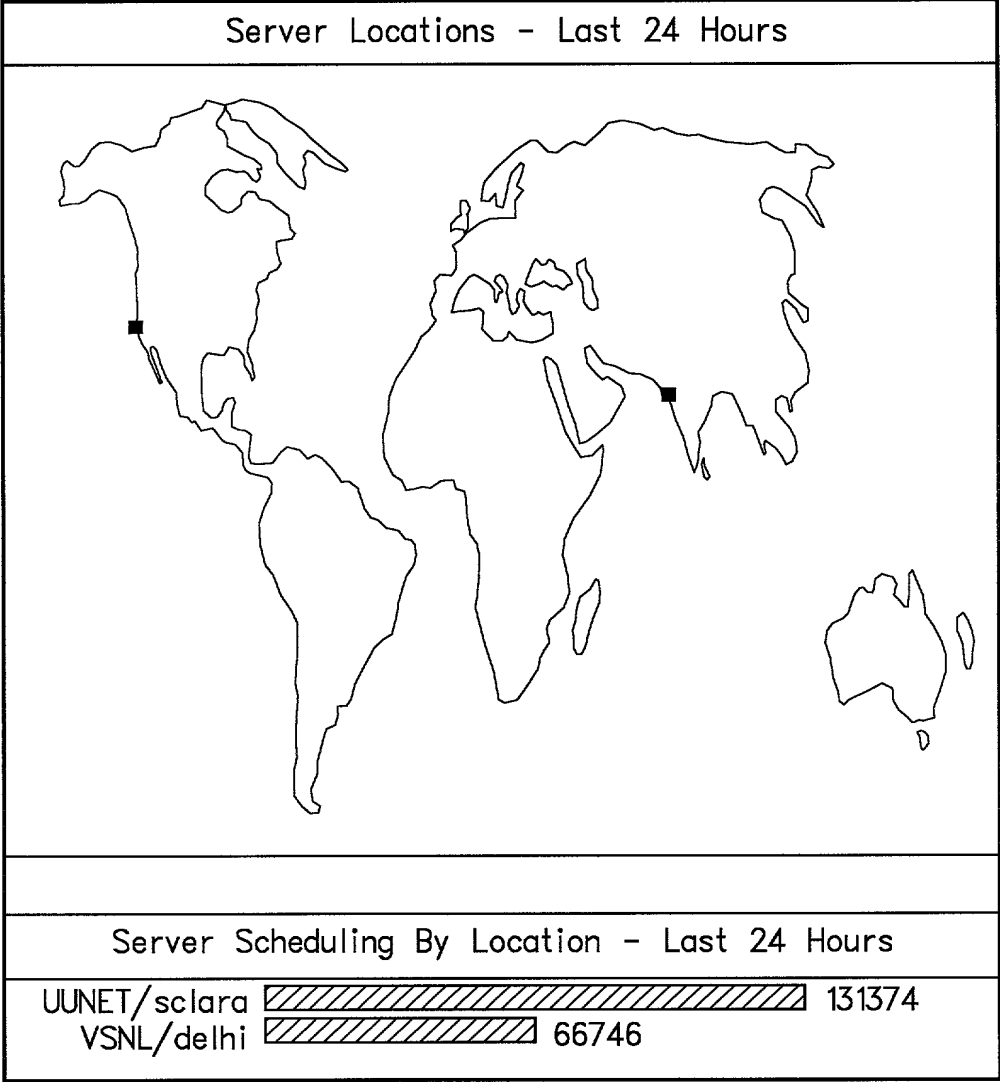 Server Locations - Last 24 Hours
Server Scheduling By Location - Last 24 Hours
UUNET/sclara 131374
VSNL/delhi 66746